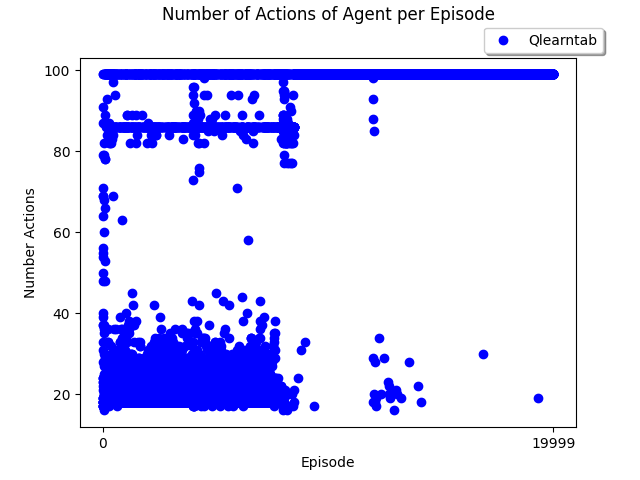 Number of Actions of Agent per Episode
Qlearntab
100
80
60
40
20
Number Actions
0
19999
Episode